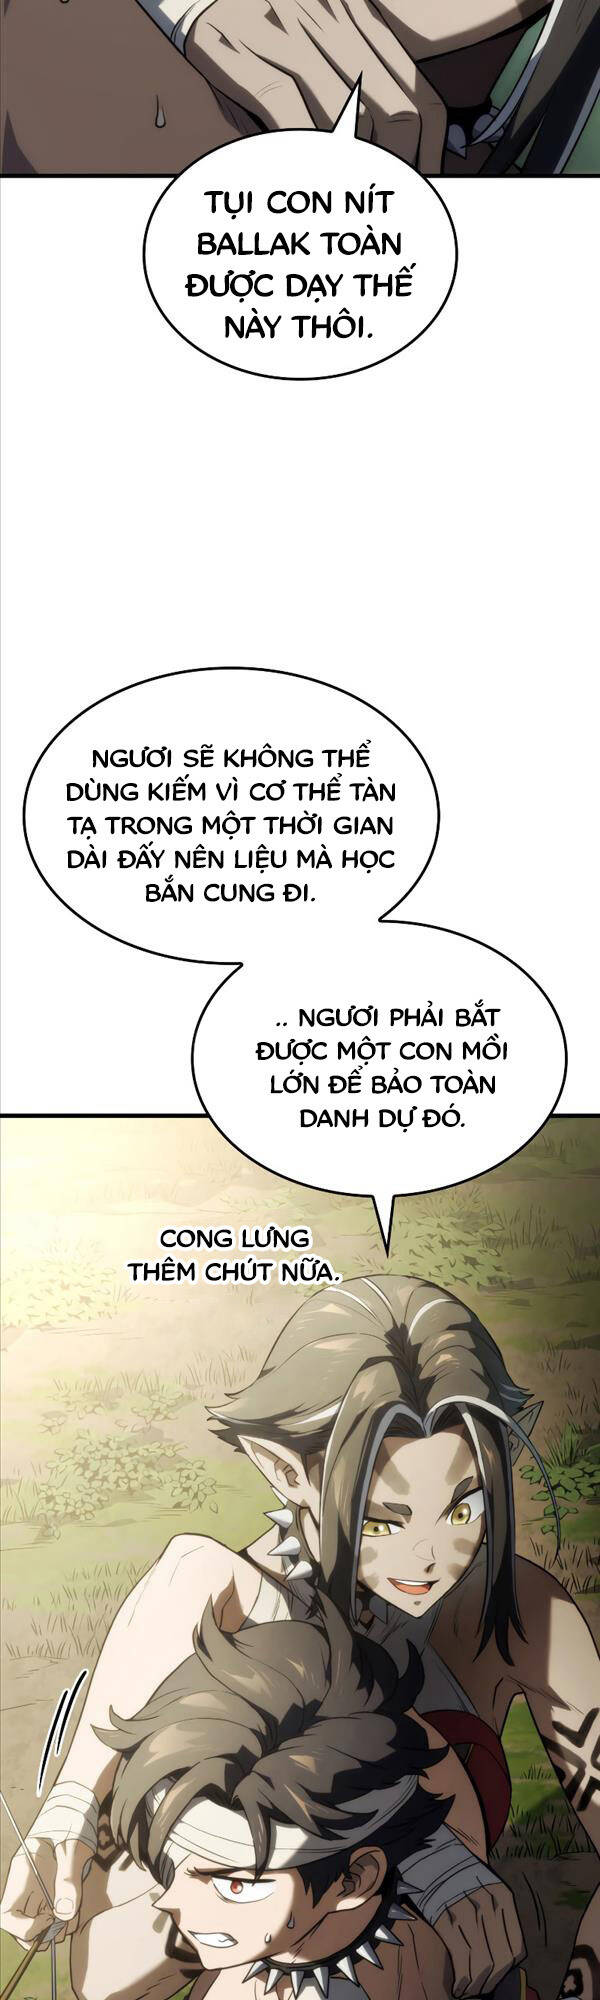 TỤI CON NÍT
BALLAK TOÀN
ĐƯỢC DẠY THẾ
NÀY THÔI.
NGƯƠI SẼ KHÔNG THỂ
DÙNG KIẾM VÌ CƠ THỂ TÀN
TẠ TRONG MỘT THỜI GIAN
DÀI ĐẤY NÊN LIỆU MÀ HỌC
BẮN CUNG ĐI.
.. NGƯƠI PHẢI BẮT
ĐƯỢC MỘT CON MỒI
LỚN ĐỂ BẢO TOÀN
DANH DỰ ĐÓ.
CONG LƯNG
THÊM CHÚT NỮA.